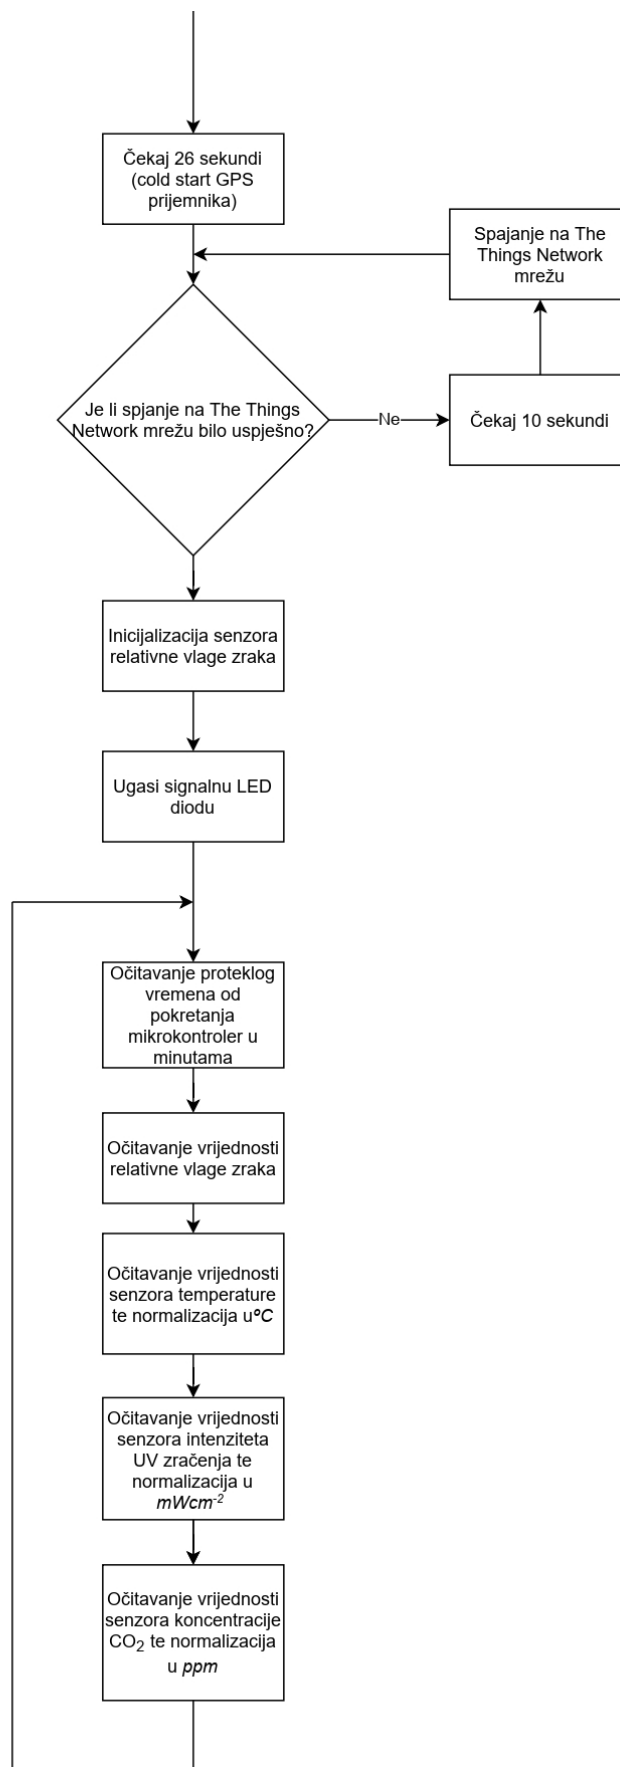 Čekaj 26 sekundi
(cold start GPS
prijemnika)
Spajanje na The
Things Network
mrežu
Je li spjanje na The Things
Network mrežu bilo uspješno?
Ne
Čekaj 10 sekundi
Inicijalizacija senzora
relativne vlage zraka
Ugasi signalnu LED
diodu
Očitavanje proteklog
vremena od
pokretanja
mikrokontroler u
minutama
Očitavanje vrijednosti
relativne vlage zraka
Očitavanje vrijednosti
senzora temperature
te normalizacija uºC
Očitavanje vrijednosti
senzora intenziteta
UV zračenja te
normalizacija u
mWcm⁻²
Očitavanje vrijednosti
senzora koncentracije
CO₂ te normalizacija
u ppm